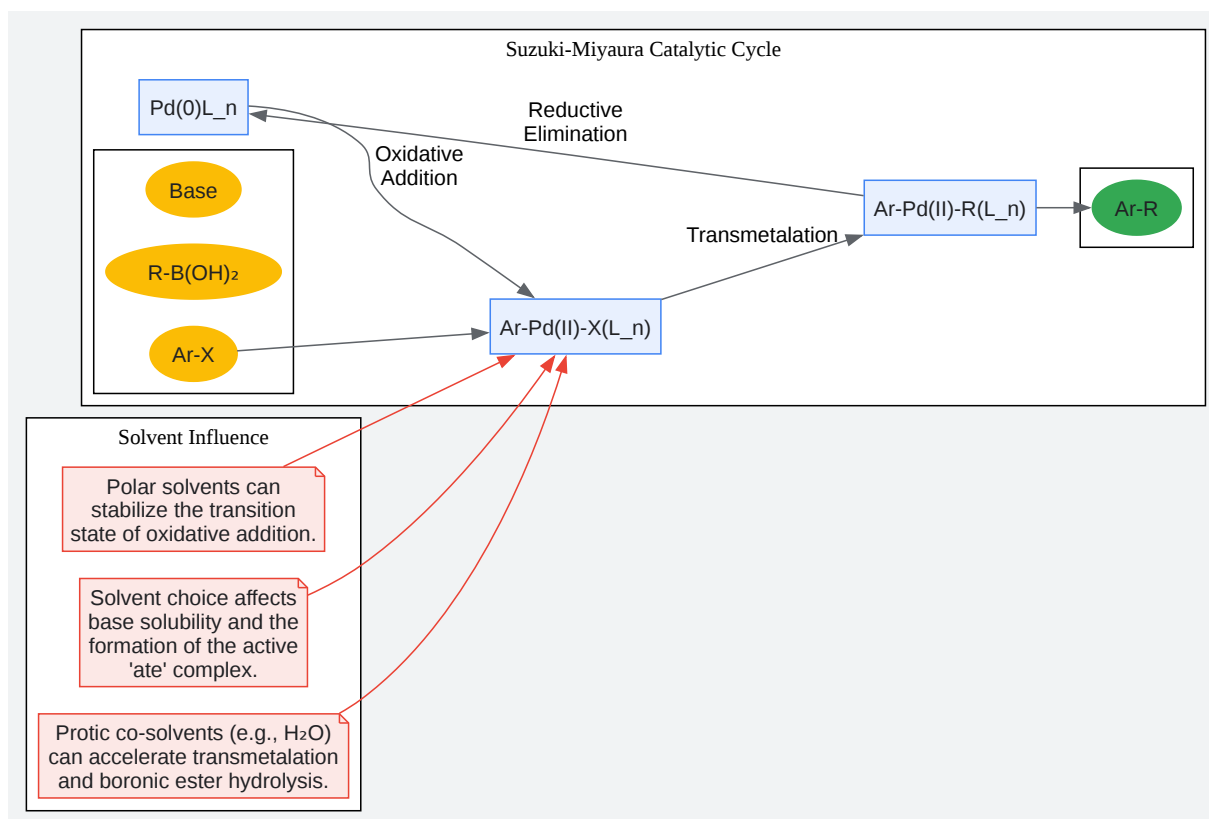 Suzuki-Miyaura Catalytic Cycle
Pd(0)L_n
Reductive
Elimination
Oxidative
Addition
Base
R-B(OH)₂
Ar-X
Ar-Pd(II)-X(L_n)
Transmetalation
Ar-Pd(II)-R(L_n)
Ar-R
Solvent Influence
Polar solvents can
stabilize the transition
state of oxidative addition.
Solvent choice affects
base solubility and the
formation of the active
'ate' complex.
Protic co-solvents (e.g., H₂O)
can accelerate transmetalation
and boronic ester hydrolysis.